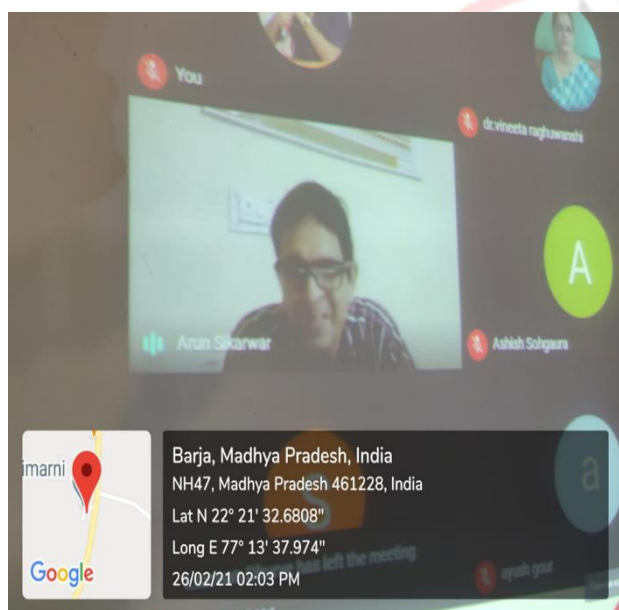 You
dr.vineeta raghuwanshi
Arun Sikarwar
A
Ashish Sohgaura
S
a
has left the meeting
ayush gour
imarni
Google
Barja, Madhya Pradesh, India
NH47, Madhya Pradesh 461228, India
Lat N 22° 21' 32.6808"
Long E 77° 13' 37.974"
26/02/21 02:03 PM